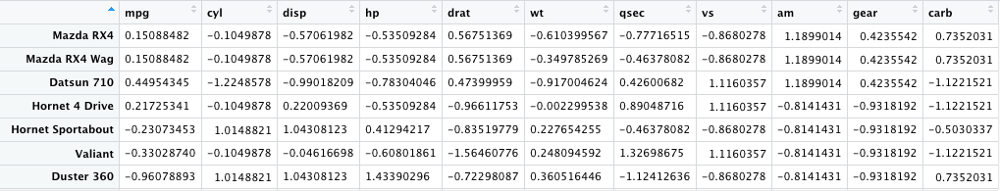 mpg cyl disp hp drat wt qsec vs am gear carb
Mazda RX4 0.15088482 −0.1049878 −0.57061982 −0.53509284 0.56751369 −0.610399567 −0.77716515 −0.8680278 1.1899014 0.4235542 0.7352031
Mazda RX4 Wag 0.15088482 −0.1049878 −0.57061982 −0.53509284 0.56751369 −0.349785269 −0.46378082 −0.8680278 1.1899014 0.4235542 0.7352031
Datsun 710 0.44954345 −1.2248578 −0.99018209 −0.78304046 0.47399959 −0.917004624 0.42600682 1.1160357 1.1899014 0.4235542 −1.1221521
Hornet 4 Drive 0.21725341 −0.1049878 0.22009369 −0.53509284 −0.96611753 −0.002299538 0.89048716 1.1160357 −0.8141431 −0.9318192 −1.1221521
Hornet Sportabout −0.23073453 1.0148821 1.04308123 0.41294217 −0.83519779 0.227654255 −0.46378082 −0.8680278 −0.8141431 −0.9318192 −0.5030337
Valiant −0.33028740 −0.1049878 −0.04616698 −0.60801861 −1.56460776 0.248094592 1.32698675 1.1160357 −0.8141431 −0.9318192 −1.1221521
Duster 360 −0.96078893 1.0148821 1.04308123 1.43390296 −0.72298087 0.360516446 −1.12412636 −0.8680278 −0.8141431 −0.9318192 0.7352031